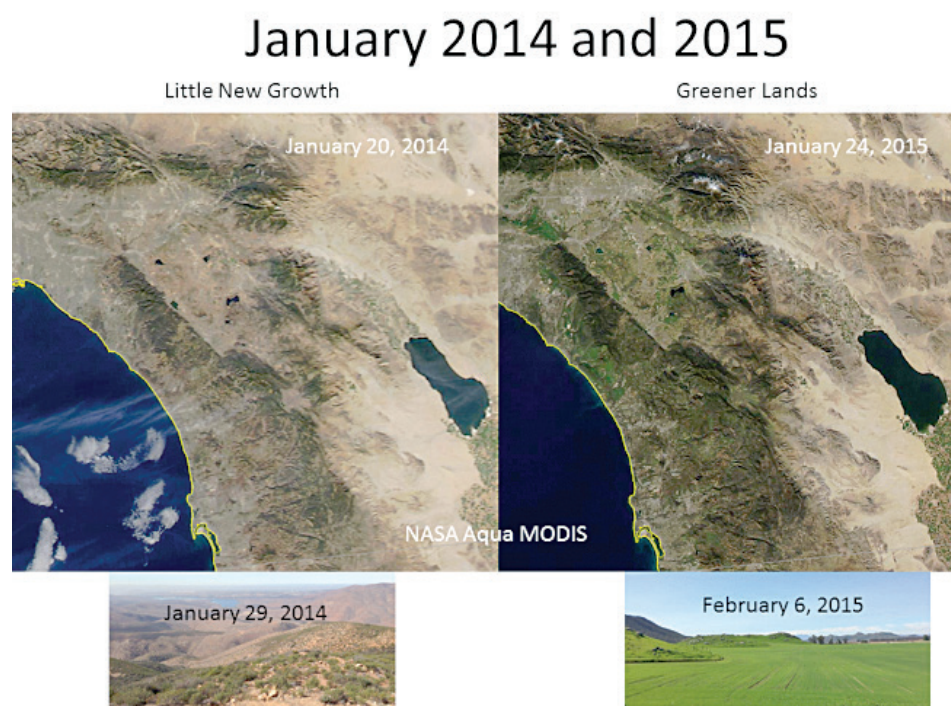 January 2014 and 2015
Little New Growth
Greener Lands
January 20, 2014
January 24, 2015
NASA Aqua MODIS
January 29, 2014
February 6, 2015